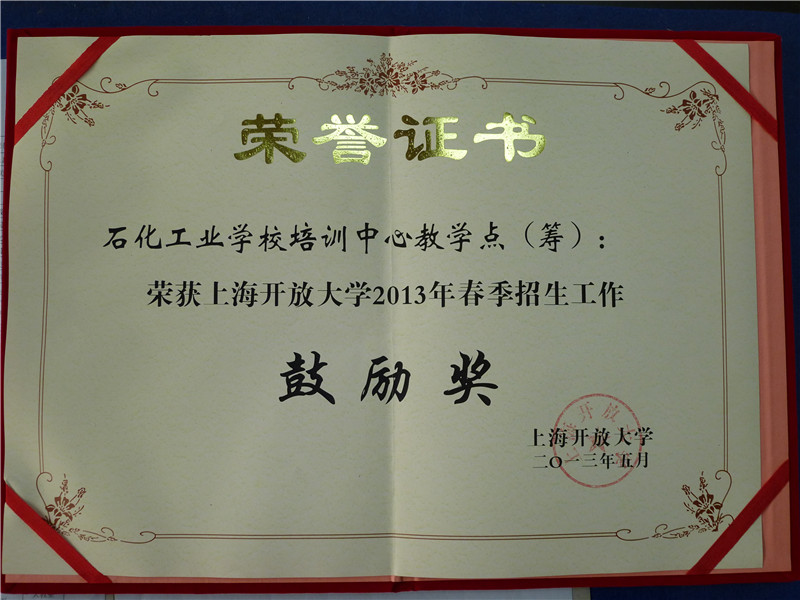 荣誉证书
石化工业学校培训中心教学点（筹）：
荣获上海开放大学2013年春季招生工作
鼓励奖
上海开放大学
二〇一三年五月